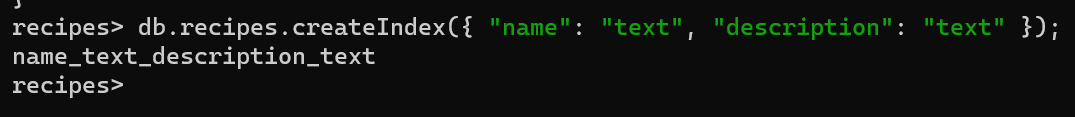 recipes> db.recipes.createIndex({ "name": "text", "description": "text" });
name_text_description_text
recipes>